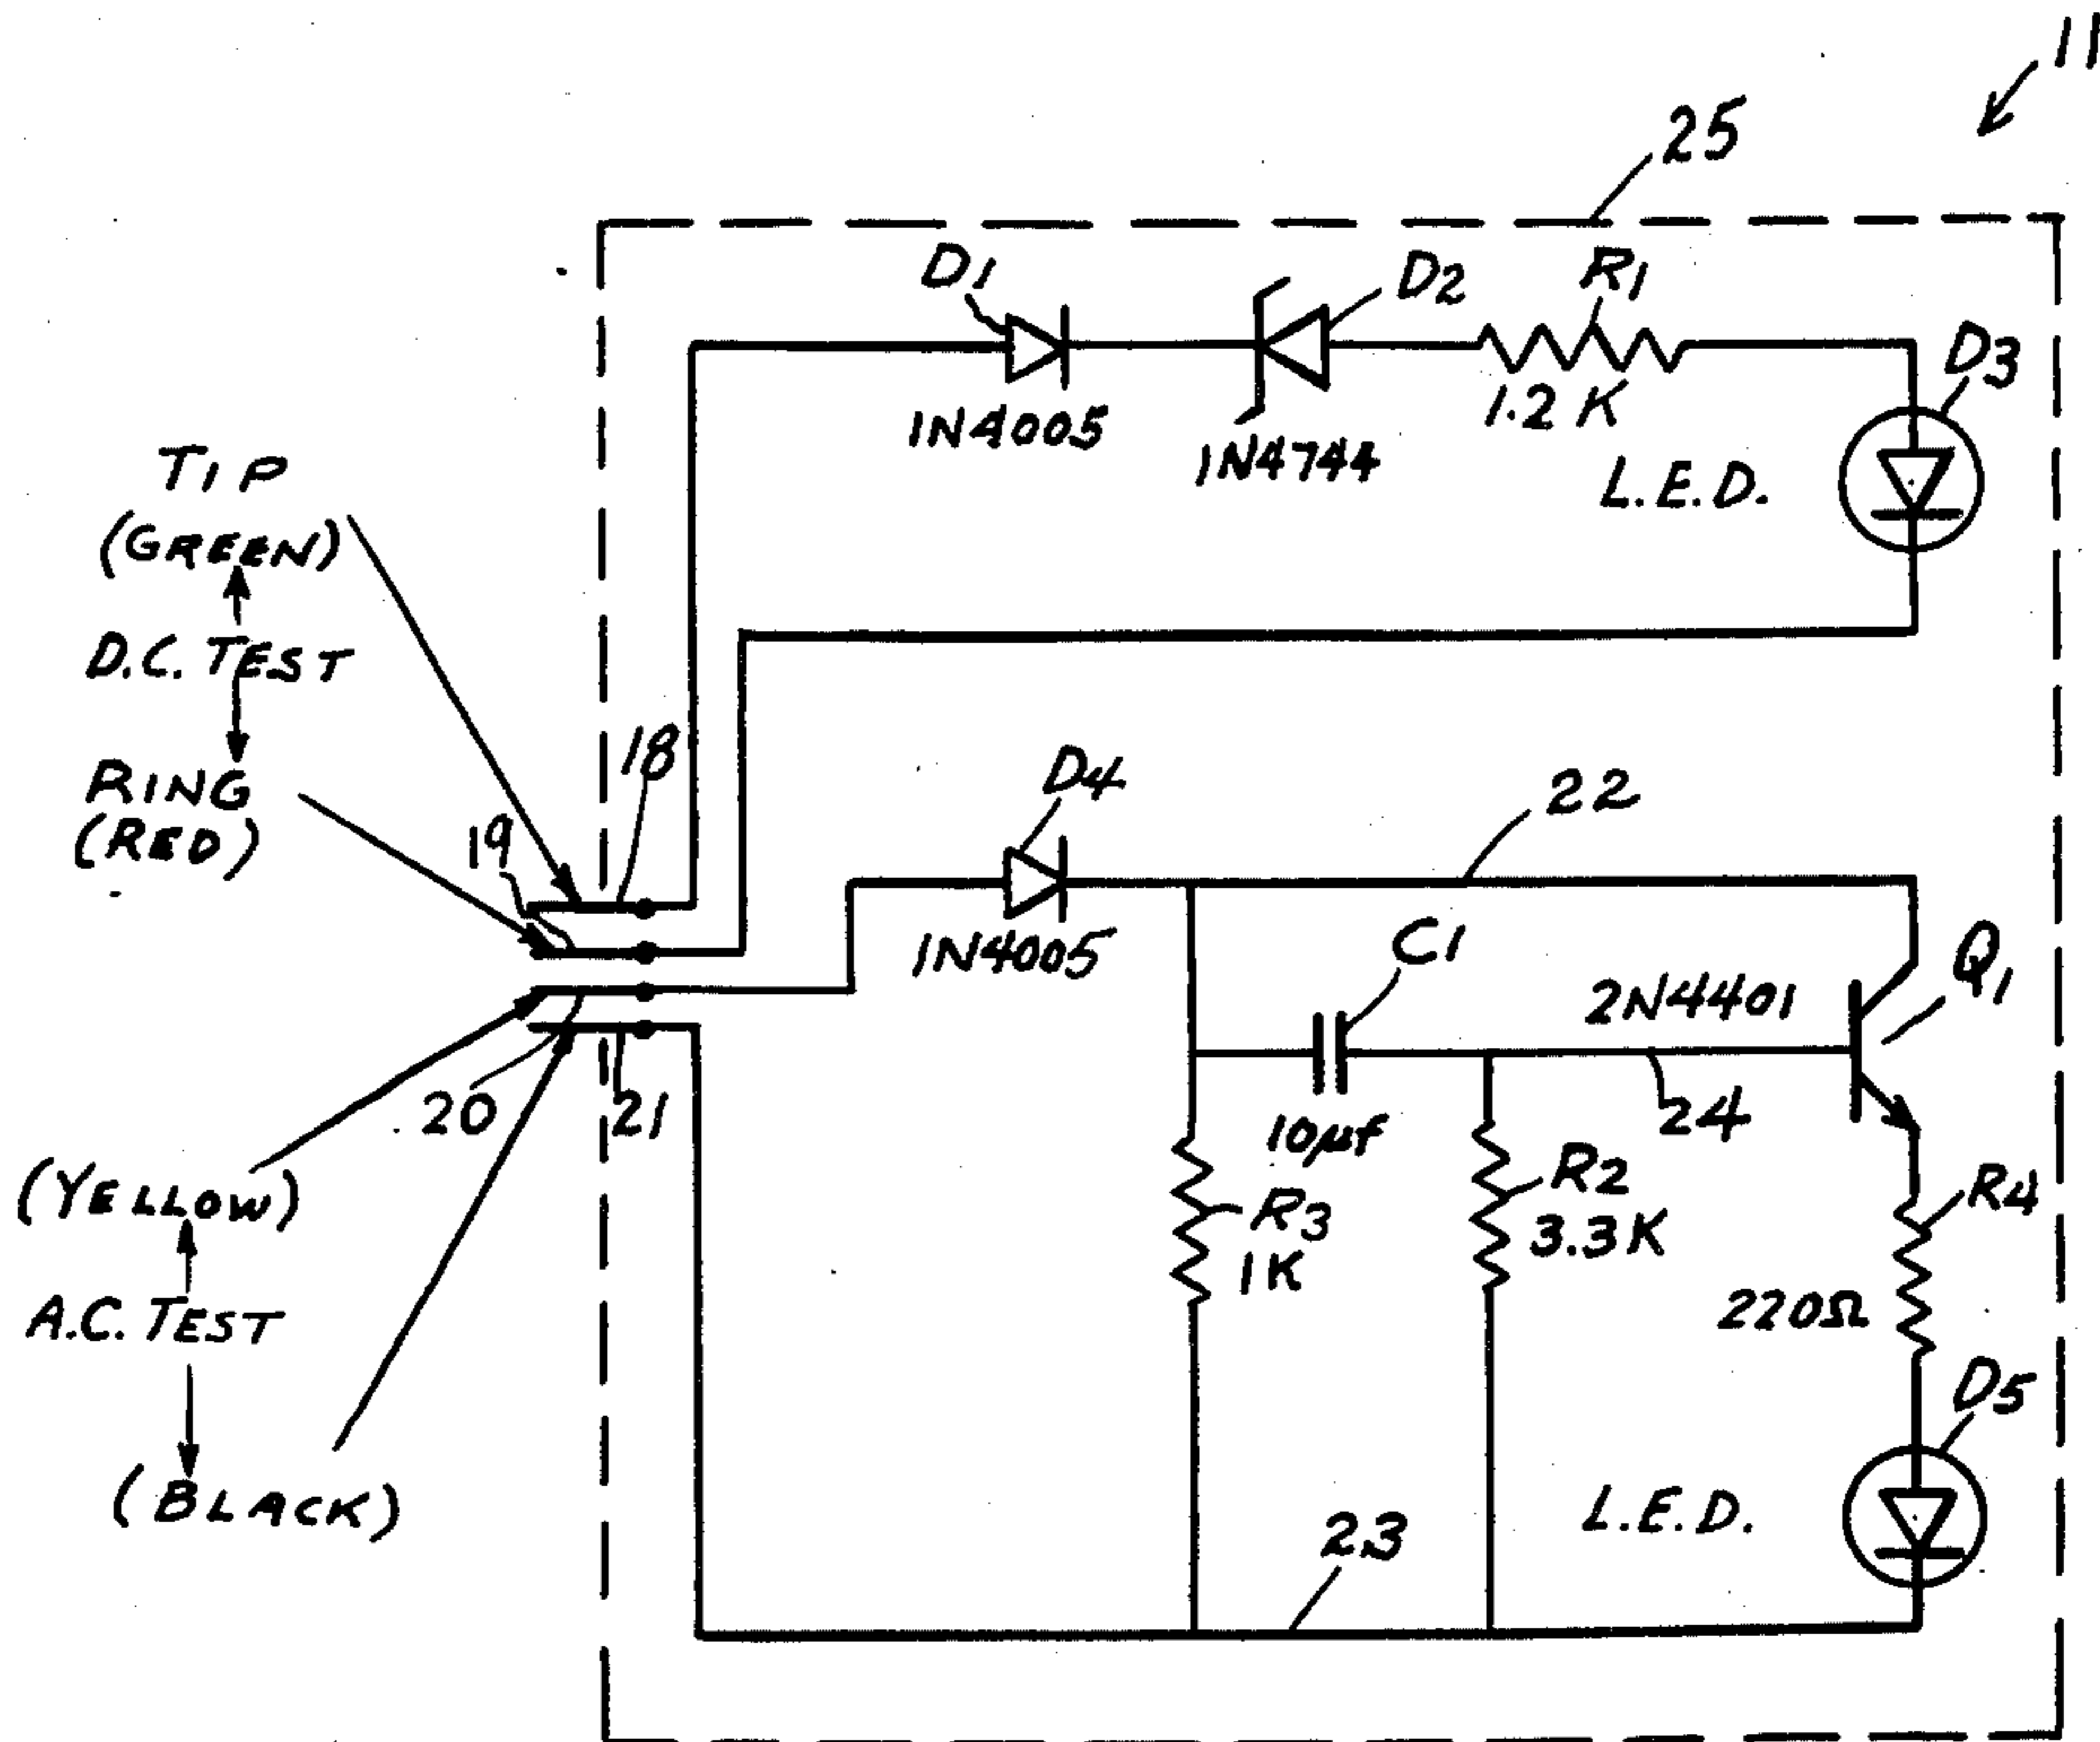 11
25
D1
D2
R1
D3
1N4005
1N4744
1.2 K
L.E.D.
TIP
(GREEN)
D.C. TEST
RING
(RED)
18
19
D4
22
1N4005
C1
2N4401
Q1
20
21
10µf
24
(YELLOW)
R3
1K
R2
3.3K
R4
220Ω
A.C. TEST
D5
(BLACK)
23
L.E.D.